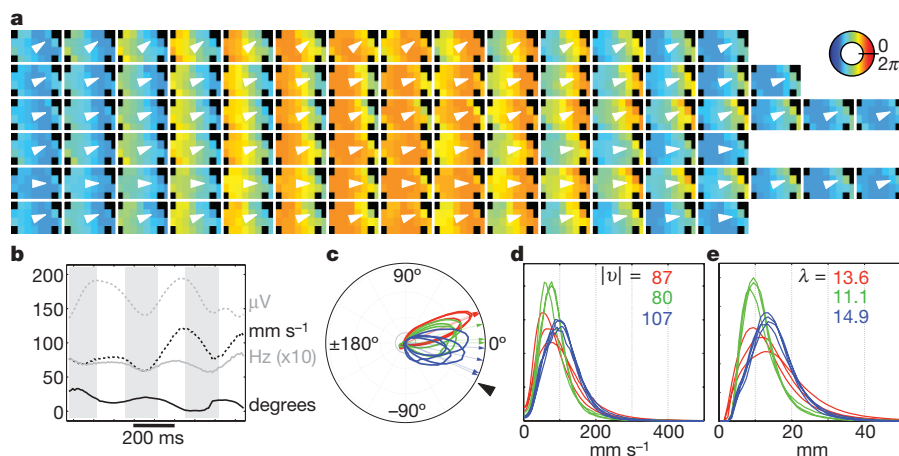 a
0
2π
b
200
150
100
50
0
μV
mm s⁻¹
Hz (x10)
degrees
200 ms
c
90°
±180°
0°
−90°
d
|υ| = 87
80
107
0 200 400
mm s⁻¹
e
λ = 13.6
11.1
14.9
0 20 40
mm